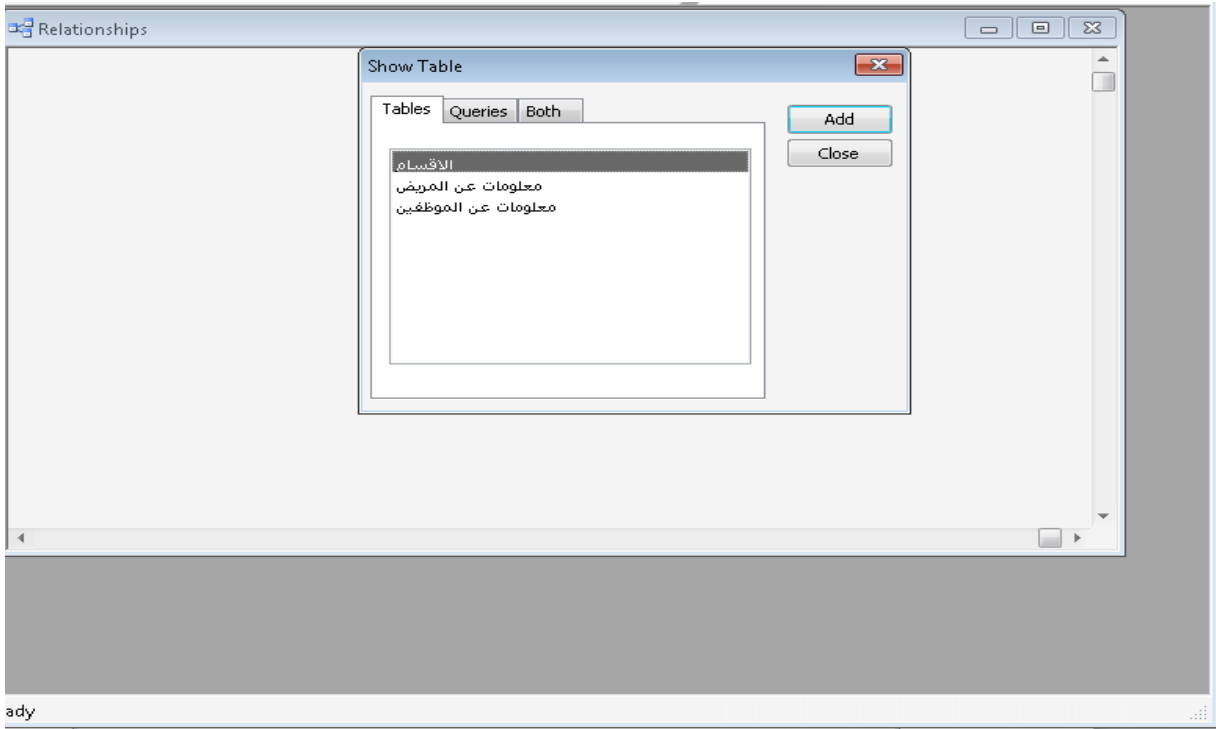 Relationships
Show Table
Tables Queries Both
Add
Close
الاقسام
معلومات عن المريض
معلومات عن الموظفين
ady